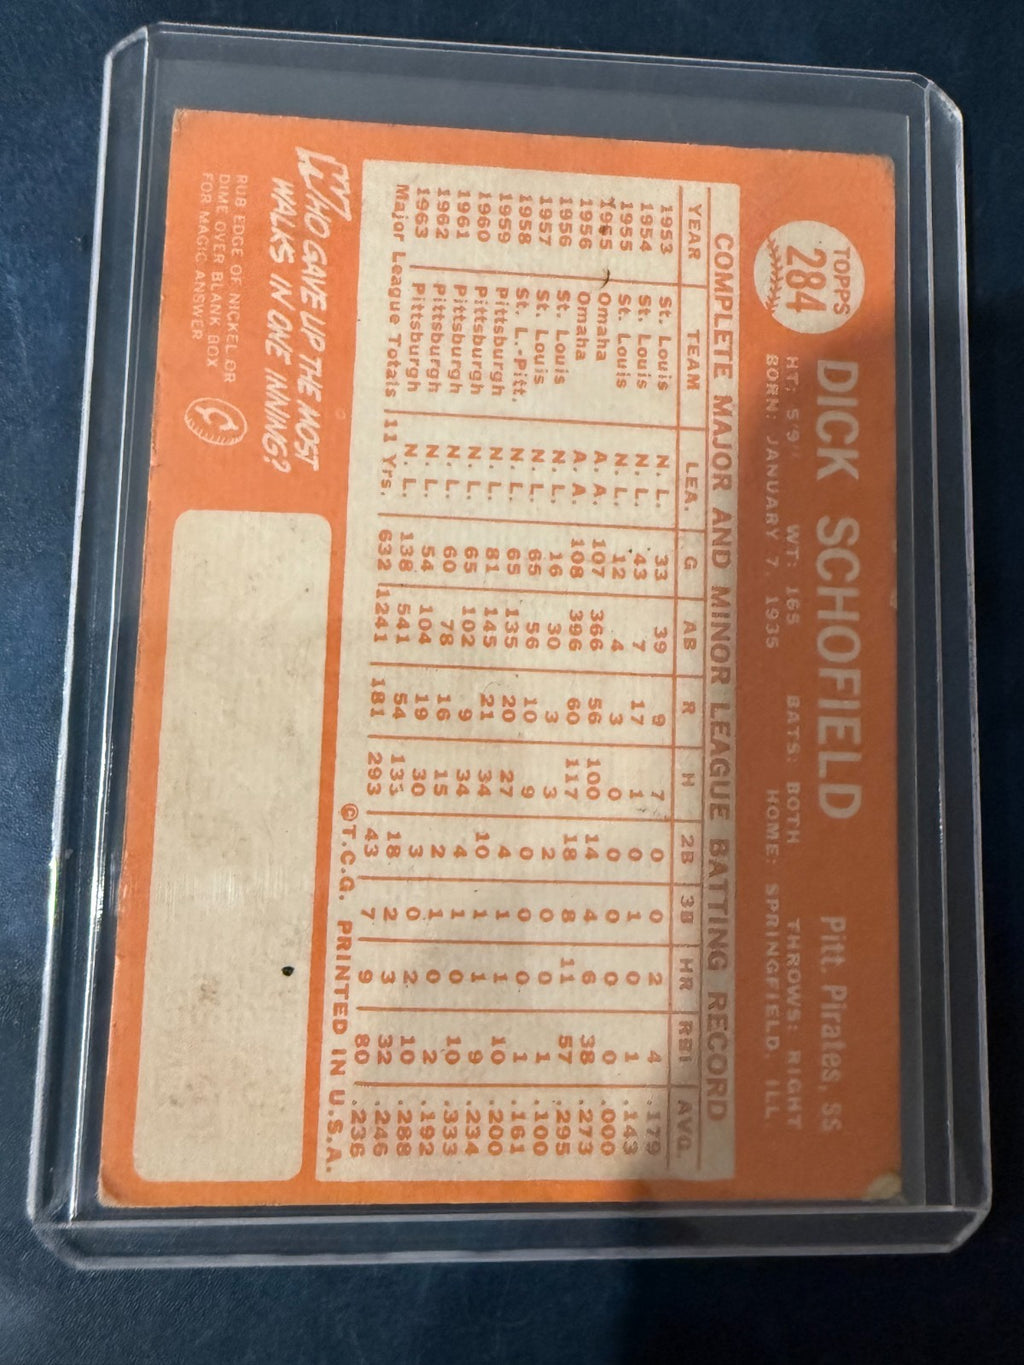 TOPPS
284
DICK SCHOFIELD Pitt. Pirates, SS
HT: 5'9" WT: 165 BATS: BOTH THROWS: RIGHT
BORN: JANUARY 7, 1935 HOME: SPRINGFIELD, ILL.
COMPLETE MAJOR AND MINOR LEAGUE BATTING RECORD
YEAR TEAM LEA. G AB R H 2B 3B HR RBI AVG.
1953 St. Louis N. L. 33 39 9 7 0 0 2 4 .179
1954 St. Louis N. L. 43 7 17 1 0 1 0 1 .143
1955 St. Louis N. L. 12 4 3 0 0 0 0 0 .000
1955 Omaha A. A. 107 366 56 100 14 4 6 38 .273
1956 Omaha A. A. 108 396 60 117 18 8 11 57 .295
1956 St. Louis N. L. 16 30 3 3 2 0 0 1 .100
1957 St. Louis N. L. 65 56 10 9 0 0 0 1 .161
1958 St. L.-Pitt. N. L. 65 135 20 27 4 1 1 10 .200
1959 Pittsburgh N. L. 81 145 21 34 10 1 1 9 .234
1960 Pittsburgh N. L. 65 102 9 34 4 1 0 10 .333
1961 Pittsburgh N. L. 60 78 16 15 2 1 0 2 .192
1962 Pittsburgh N. L. 54 104 19 30 3 0 2 10 .288
1963 Pittsburgh N. L. 138 541 54 133 18 2 3 32 .246
Major League Totals 11 Yrs. 632 1241 181 293 43 7 9 80 .236
©T.C.G. PRINTED IN U.S.A.
WHO GAVE UP THE MOST
WALKS IN ONE INNING?
RUB EDGE OF NICKEL OR
DIME OVER BLANK BOX
FOR MAGIC ANSWER